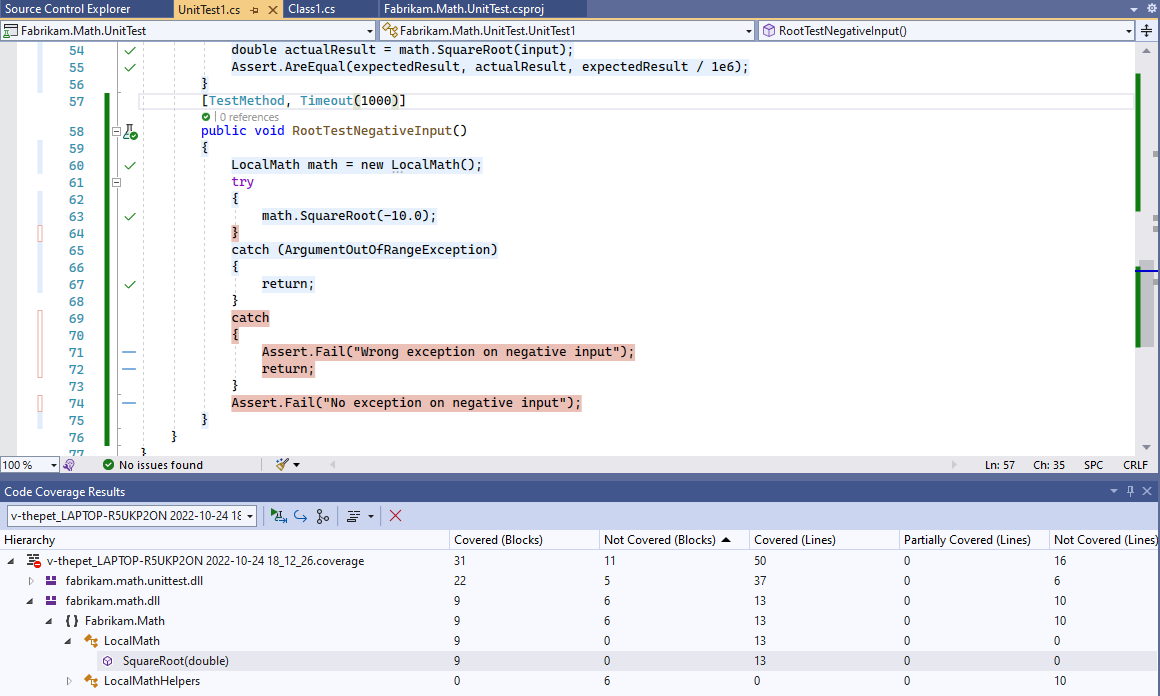 Source Control Explorer UnitTest1.cs Class1.cs Fabrikam.Math.UnitTest.csproj
Fabrikam.Math.UnitTest Fabrikam.Math.UnitTest.UnitTest1 RootTestNegativeInput()
54 double actualResult = math.SquareRoot(input);
55 Assert.AreEqual(expectedResult, actualResult, expectedResult / 1e6);
56 }
57 [TestMethod, Timeout(1000)]
| 0 references
58 public void RootTestNegativeInput()
59 {
60 LocalMath math = new LocalMath();
61 try
62 {
63 math.SquareRoot(-10.0);
64 }
65 catch (ArgumentOutOfRangeException)
66 {
67 return;
68 }
69 catch
70 {
71 Assert.Fail("Wrong exception on negative input");
72 return;
73 }
74 Assert.Fail("No exception on negative input");
75 }
76 }
77 }
100 % No issues found Ln: 57 Ch: 35 SPC CRLF
Code Coverage Results
v-thepet_LAPTOP-R5UKP2ON 2022-10-24 18
Hierarchy Covered (Blocks) Not Covered (Blocks) Covered (Lines) Partially Covered (Lines) Not Covered (Lines)
v-thepet_LAPTOP-R5UKP2ON 2022-10-24 18_12_26.coverage 31 11 50 0 16
fabrikam.math.unittest.dll 22 5 37 0 6
fabrikam.math.dll 9 6 13 0 10
{ } Fabrikam.Math 9 6 13 0 10
LocalMath 9 0 13 0 0
SquareRoot(double) 9 0 13 0 0
LocalMathHelpers 0 6 0 0 10